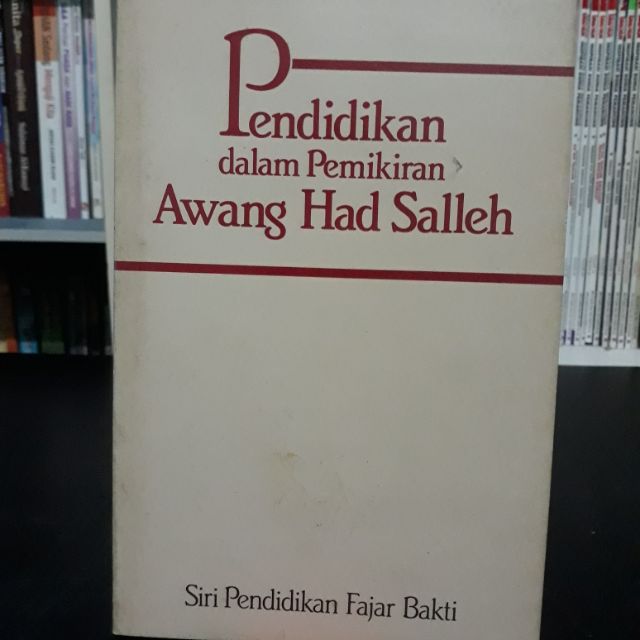 Pendidikan
dalam Pemikiran
Awang Had Salleh
Siri Pendidikan Fajar Bakti